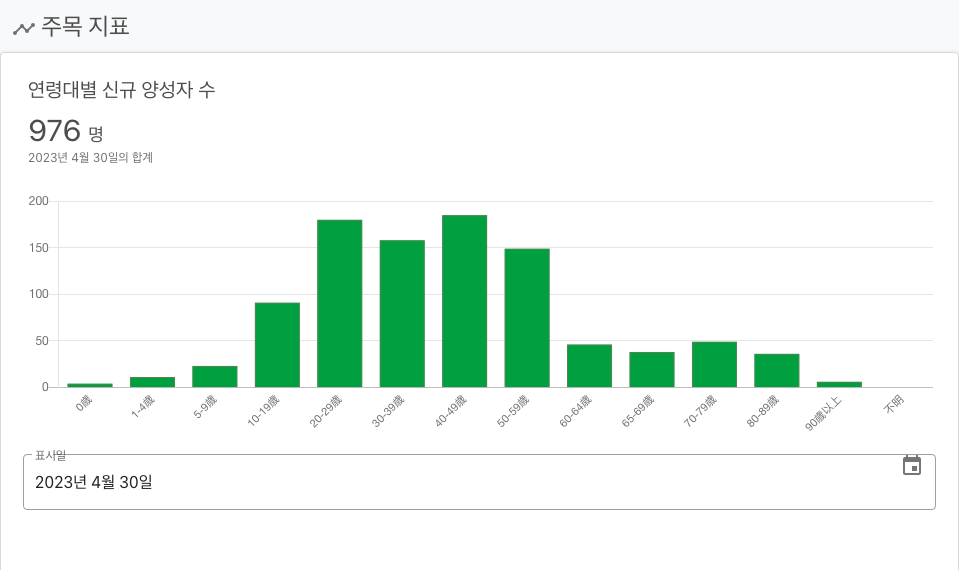 주목 지표
연령대별 신규 양성자 수
976 명
2023년 4월 30일의 합계
200
150
100
50
0
0歳
1-4歳
5-9歳
10-19歳
20-29歳
30-39歳
40-49歳
50-59歳
60-64歳
65-69歳
70-79歳
80-89歳
90歳以上
不明
표사일
2023년 4월 30일